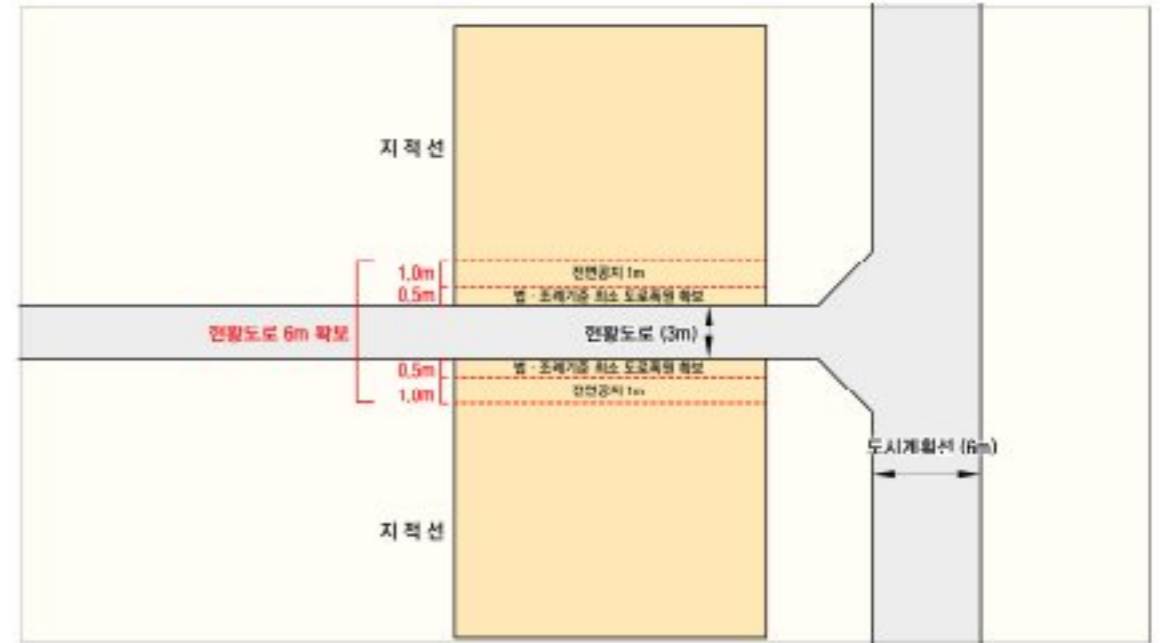 지 적 선
1.0m
전면공지 1m
0.5m
법 · 조례기준 최소 도로폭원 확보
현황도로 6m 확보
현황도로 (3m)
0.5m
법 · 조례기준 최소 도로폭원 확보
1.0m
전면공지 1m
도시계획선 (6m)
지 적 선